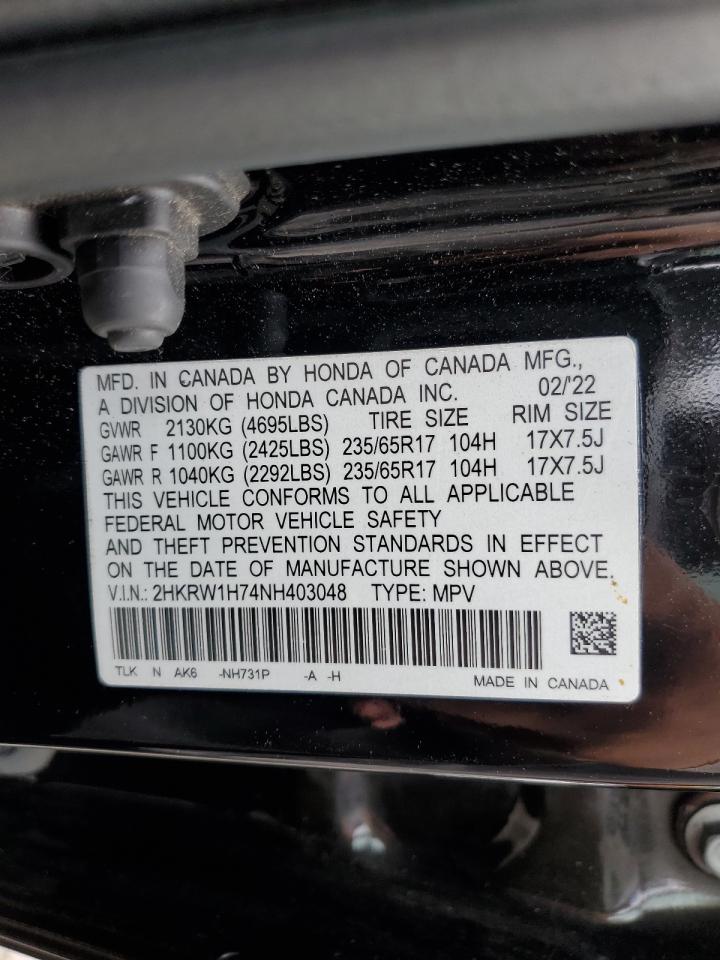 MFD. IN CANADA BY HONDA OF CANADA MFG.,
A DIVISION OF HONDA CANADA INC. 02/'22
GVWR 2130KG (4695LBS) TIRE SIZE RIM SIZE
GAWR F 1100KG (2425LBS) 235/65R17 104H 17X7.5J
GAWR R 1040KG (2292LBS) 235/65R17 104H 17X7.5J
THIS VEHICLE CONFORMS TO ALL APPLICABLE
FEDERAL MOTOR VEHICLE SAFETY
AND THEFT PREVENTION STANDARDS IN EFFECT
ON THE DATE OF MANUFACTURE SHOWN ABOVE.
V.I.N.: 2HKRW1H74NH403048 TYPE: MPV
TLK N AK6 -NH731P -A -H
MADE IN CANADA